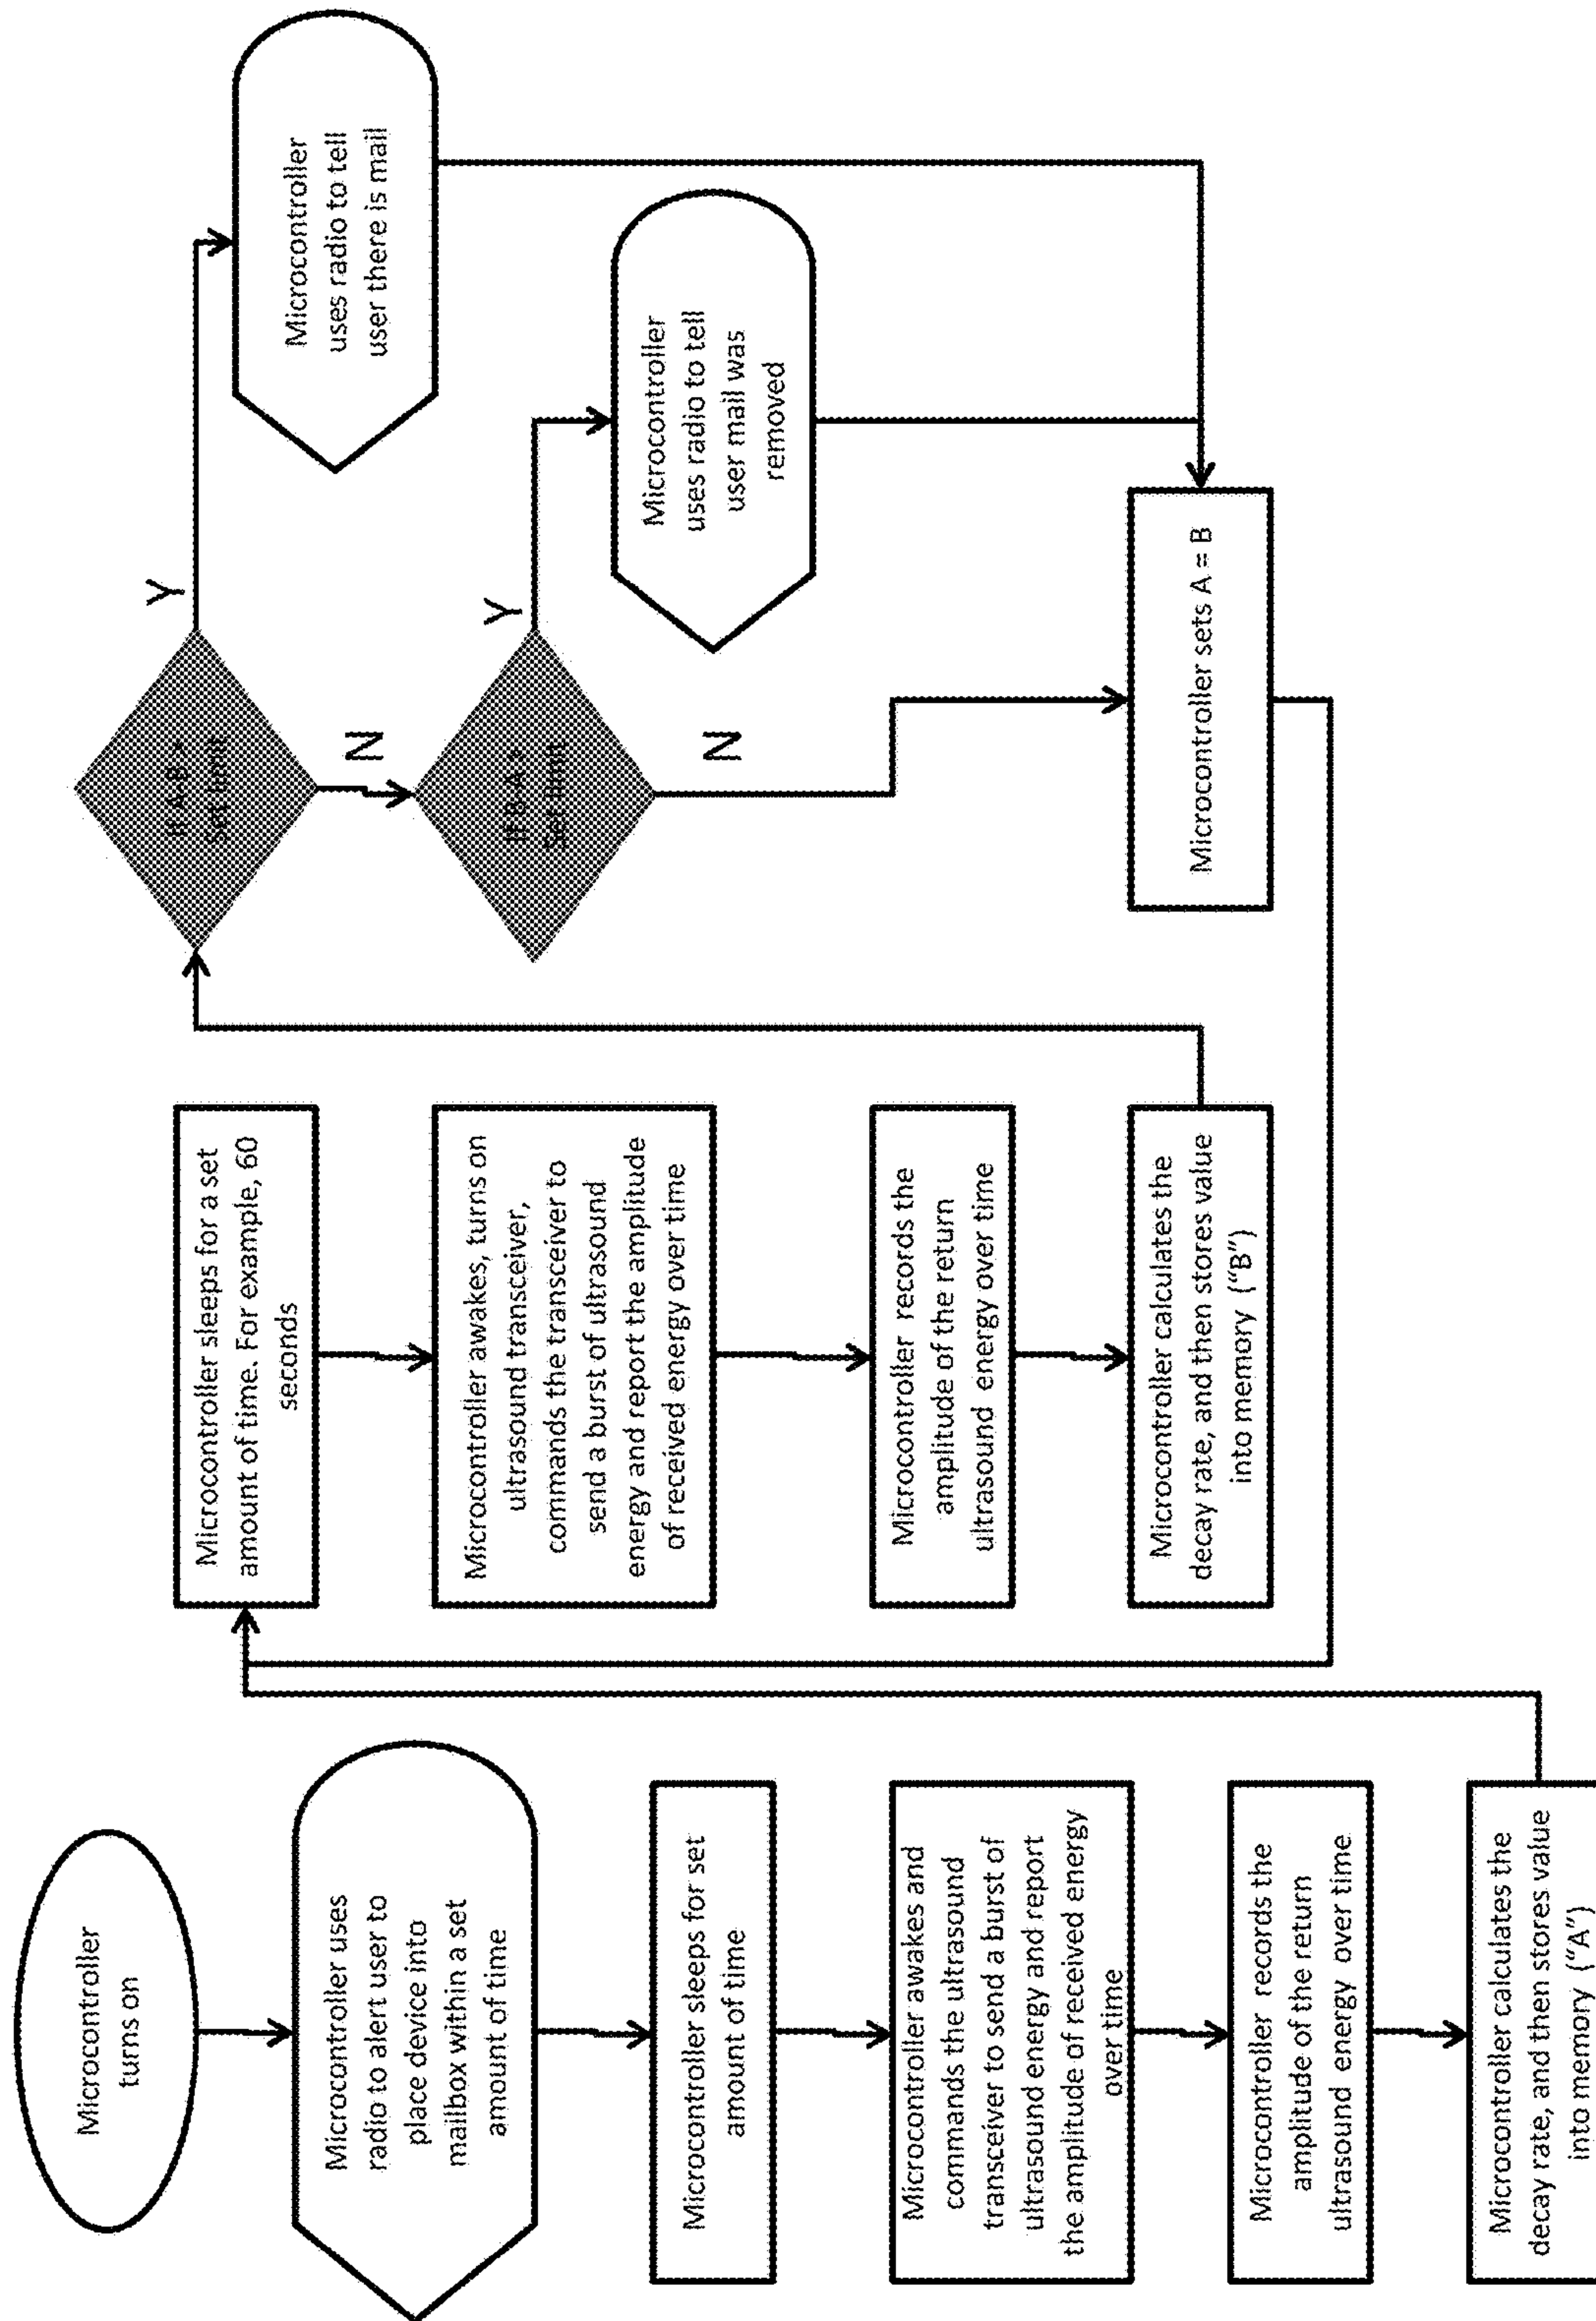 Microcontroller
turns on
Microcontroller uses
radio to alert user to
place device into
mailbox within a set
amount of time
Microcontroller sleeps for set
amount of time
Microcontroller awakes and
commands the ultrasound
transceiver to send a burst of
ultrasound energy and report
the amplitude of received energy
over time
Microcontroller records the
amplitude of the return
ultrasound energy over time
Microcontroller calculates the
decay rate, and then stores value
into memory ("A")
Microcontroller sleeps for a set
amount of time. For example, 60
seconds
Microcontroller awakes, turns on
ultrasound transceiver,
commands the transceiver to
send a burst of ultrasound
energy and report the amplitude
of received energy over time
Microcontroller records the
amplitude of the return
ultrasound energy over time
Microcontroller calculates the
decay rate, and then stores value
into memory ("B")
If A-B >
Set limit
Y
N
If B-A >
Set limit
Y
N
Microcontroller
uses radio to tell
user there is mail
Microcontroller
uses radio to tell
user mail was
removed
Microcontroller sets A = B